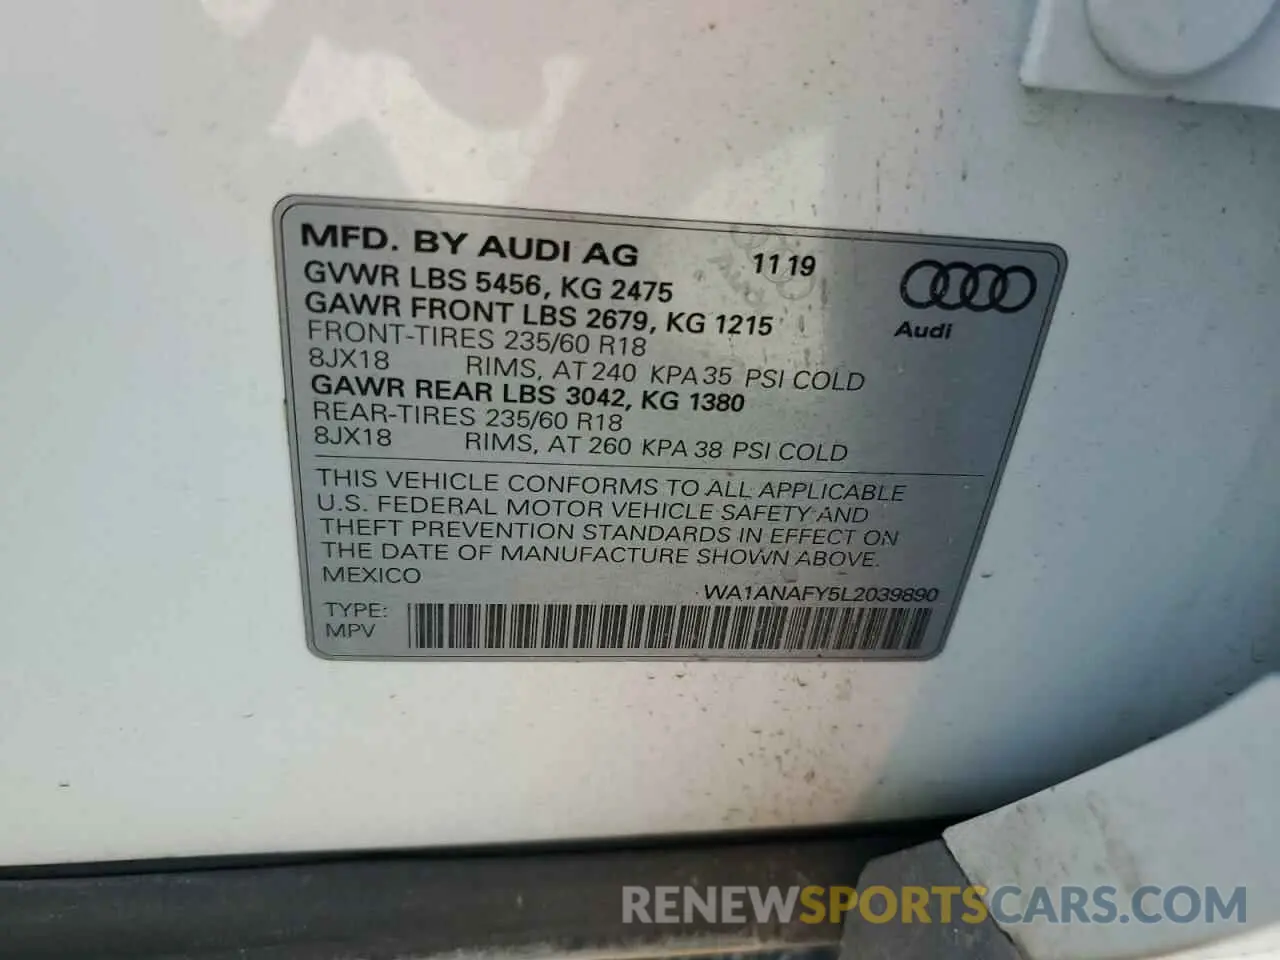 MFD. BY AUDI AG 11 19
GVWR LBS 5456, KG 2475
GAWR FRONT LBS 2679, KG 1215
FRONT-TIRES 235/60 R18
8JX18 RIMS, AT 240 KPA 35 PSI COLD
GAWR REAR LBS 3042, KG 1380
REAR-TIRES 235/60 R18
8JX18 RIMS, AT 260 KPA 38 PSI COLD
Audi
THIS VEHICLE CONFORMS TO ALL APPLICABLE
U.S. FEDERAL MOTOR VEHICLE SAFETY AND
THEFT PREVENTION STANDARDS IN EFFECT ON
THE DATE OF MANUFACTURE SHOWN ABOVE.
MEXICO
WA1ANAFY5L2039890
TYPE:
MPV
RENEWSPORTSCARS.COM